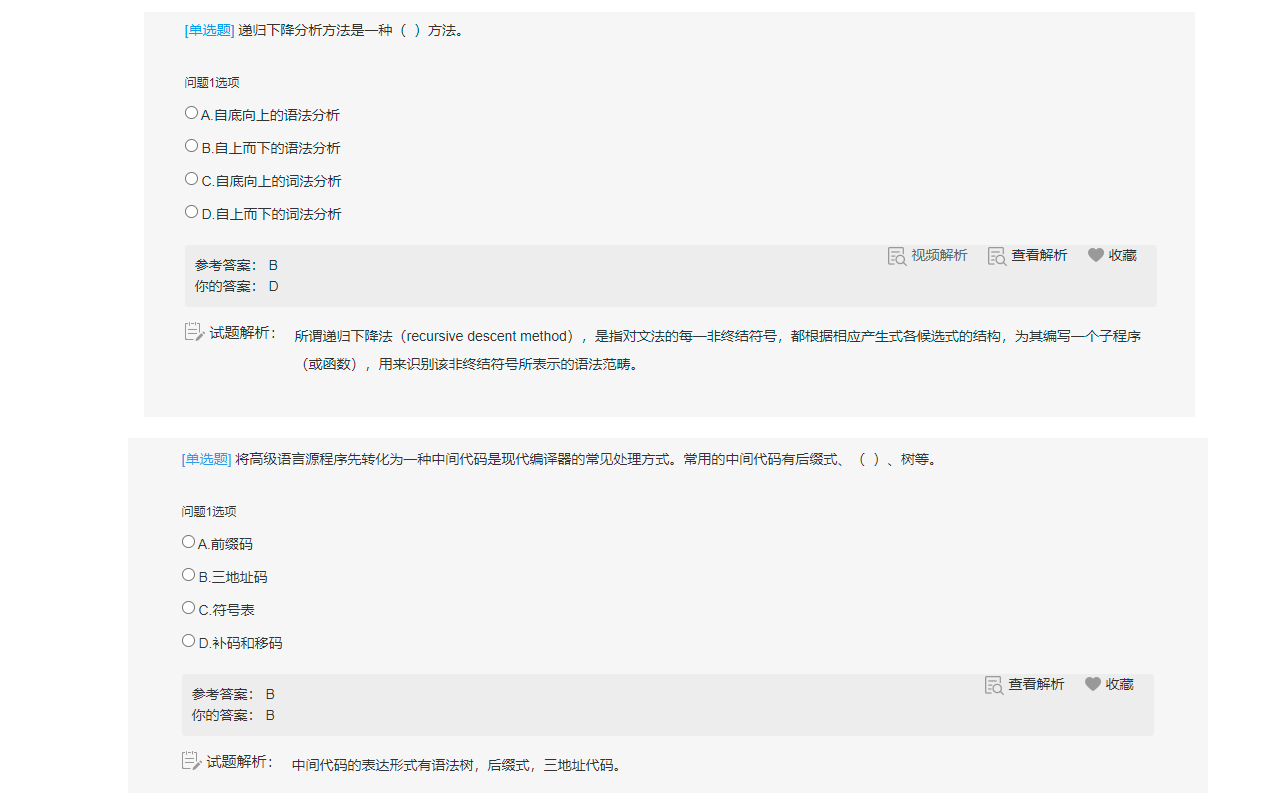 [单选题] 递归下降分析方法是一种（ ）方法。
问题1选项
A.自底向上的语法分析
B.自上而下的语法分析
C.自底向上的词法分析
D.自上而下的词法分析
视频解析 查看解析 收藏
参考答案： B
你的答案： D
试题解析： 所谓递归下降法（recursive descent method），是指对文法的每一非终结符号，都根据相应产生式各候选式的结构，为其编写一个子程序
（或函数），用来识别该非终结符号所表示的语法范畴。
[单选题] 将高级语言源程序先转化为一种中间代码是现代编译器的常见处理方式。常用的中间代码有后缀式、（ ）、树等。
问题1选项
A.前缀码
B.三地址码
C.符号表
D.补码和移码
查看解析 收藏
参考答案： B
你的答案： B
试题解析： 中间代码的表达形式有语法树，后缀式，三地址代码。